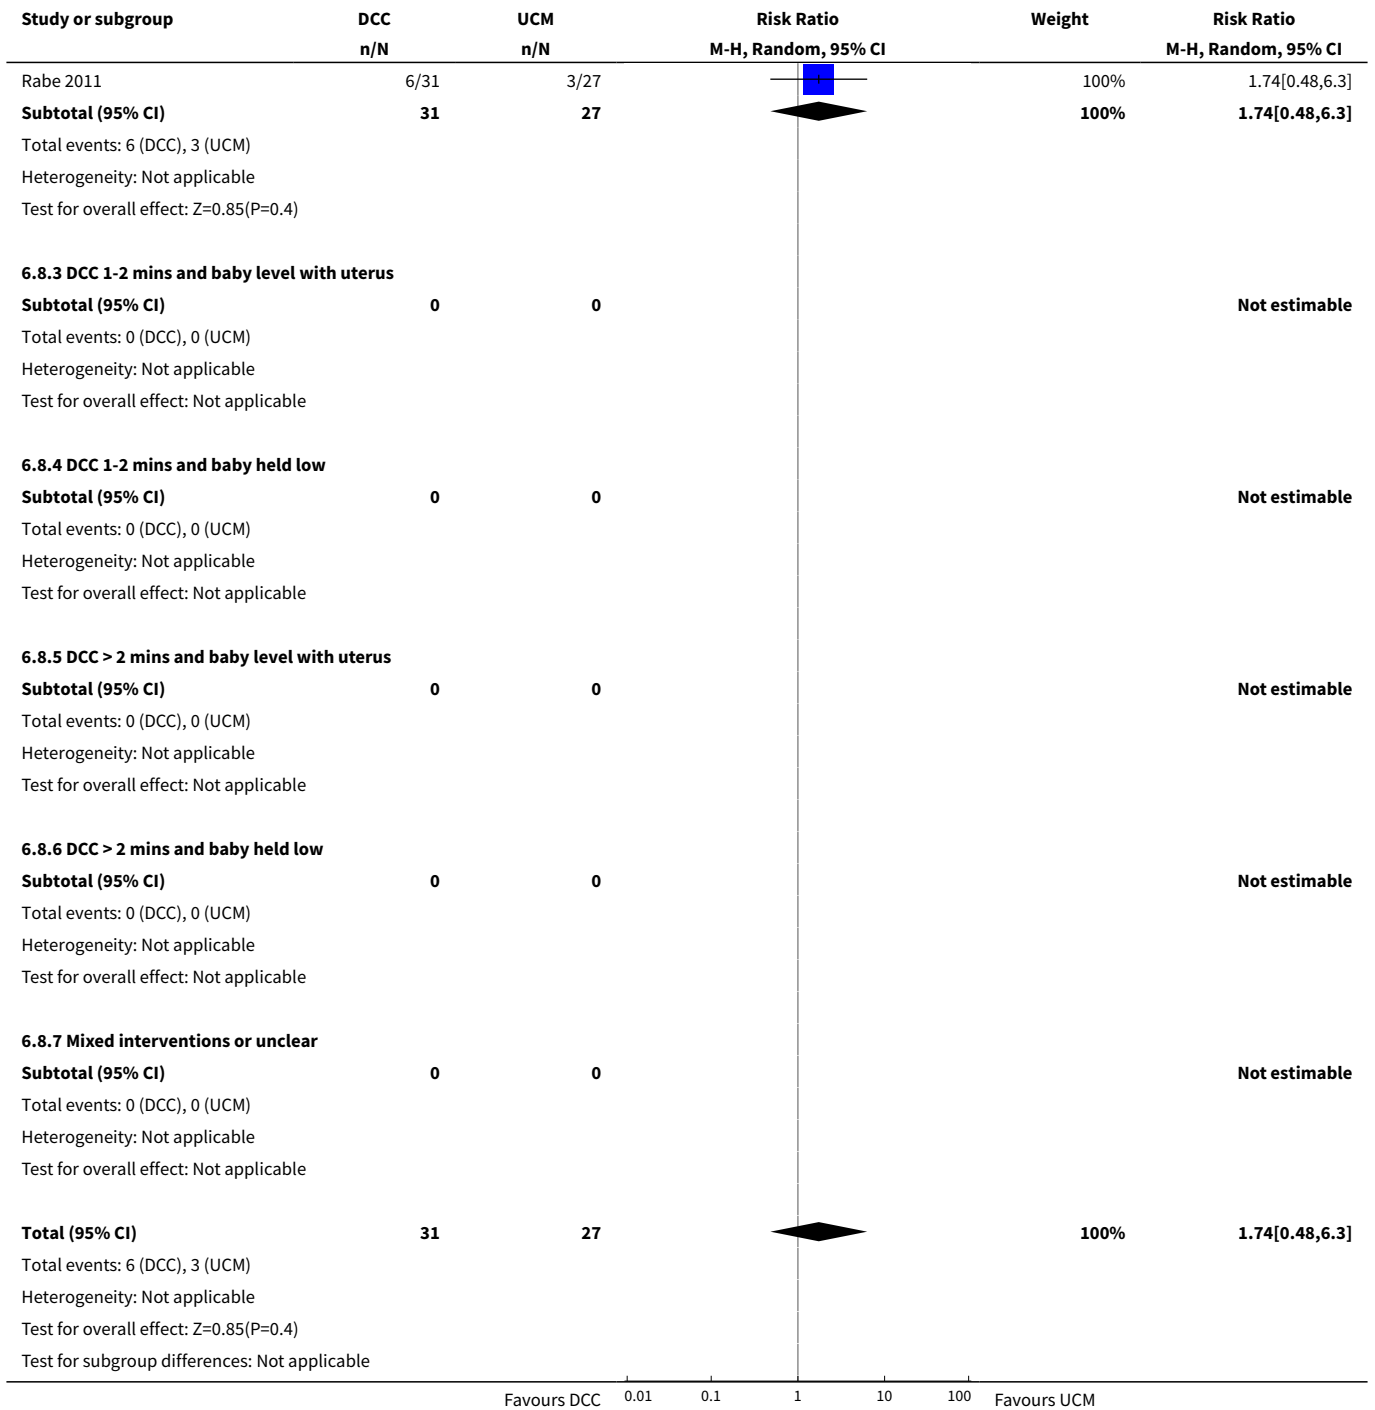 Study or subgroup DCC UCM Risk Ratio Weight Risk Ratio
n/N n/N M-H, Random, 95% CI M-H, Random, 95% CI
Rabe 2011 6/31 3/27 100% 1.74[0.48,6.3]
Subtotal (95% CI) 31 27 100% 1.74[0.48,6.3]
Total events: 6 (DCC), 3 (UCM)
Heterogeneity: Not applicable
Test for overall effect: Z=0.85(P=0.4)
6.8.3 DCC 1-2 mins and baby level with uterus
Subtotal (95% CI) 0 0 Not estimable
Total events: 0 (DCC), 0 (UCM)
Heterogeneity: Not applicable
Test for overall effect: Not applicable
6.8.4 DCC 1-2 mins and baby held low
Subtotal (95% CI) 0 0 Not estimable
Total events: 0 (DCC), 0 (UCM)
Heterogeneity: Not applicable
Test for overall effect: Not applicable
6.8.5 DCC > 2 mins and baby level with uterus
Subtotal (95% CI) 0 0 Not estimable
Total events: 0 (DCC), 0 (UCM)
Heterogeneity: Not applicable
Test for overall effect: Not applicable
6.8.6 DCC > 2 mins and baby held low
Subtotal (95% CI) 0 0 Not estimable
Total events: 0 (DCC), 0 (UCM)
Heterogeneity: Not applicable
Test for overall effect: Not applicable
6.8.7 Mixed interventions or unclear
Subtotal (95% CI) 0 0 Not estimable
Total events: 0 (DCC), 0 (UCM)
Heterogeneity: Not applicable
Test for overall effect: Not applicable
Total (95% CI) 31 27 100% 1.74[0.48,6.3]
Total events: 6 (DCC), 3 (UCM)
Heterogeneity: Not applicable
Test for overall effect: Z=0.85(P=0.4)
Test for subgroup differences: Not applicable
Favours DCC 0.01 0.1 1 10 100 Favours UCM